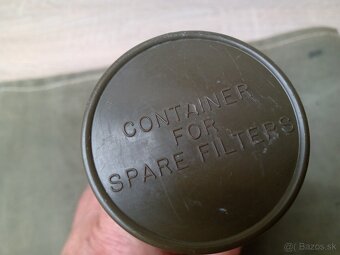 CONTAINER
FOR
SPARE FILTERS
Bazos.sk